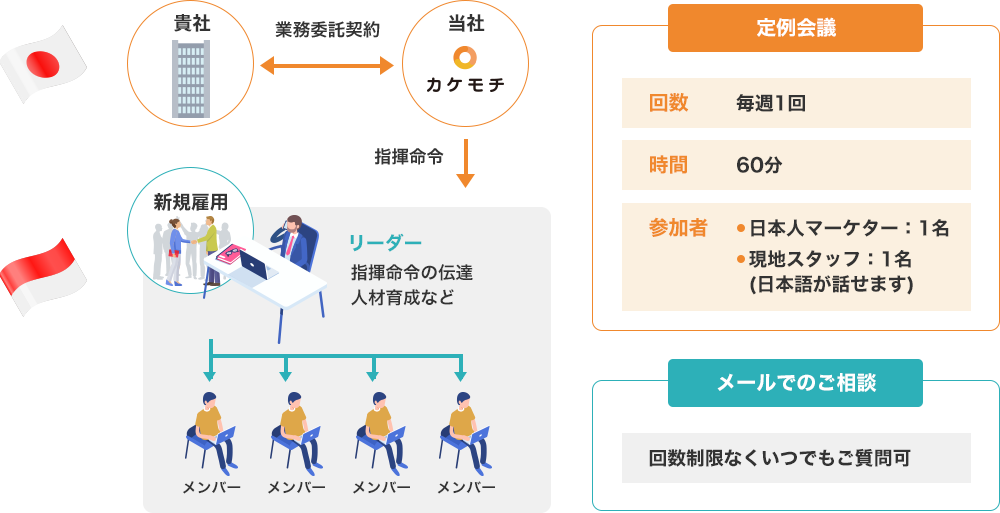 貴社
業務委託契約
当社
カケモチ
指揮命令
新規雇用
リーダー
指揮命令の伝達
人材育成など
メンバー
メンバー
メンバー
メンバー
定例会議
回数 毎週1回
時間 60分
参加者 ●日本人マーケター：1名
●現地スタッフ：1名
(日本語が話せます)
メールでのご相談
回数制限なくいつでもご質問可